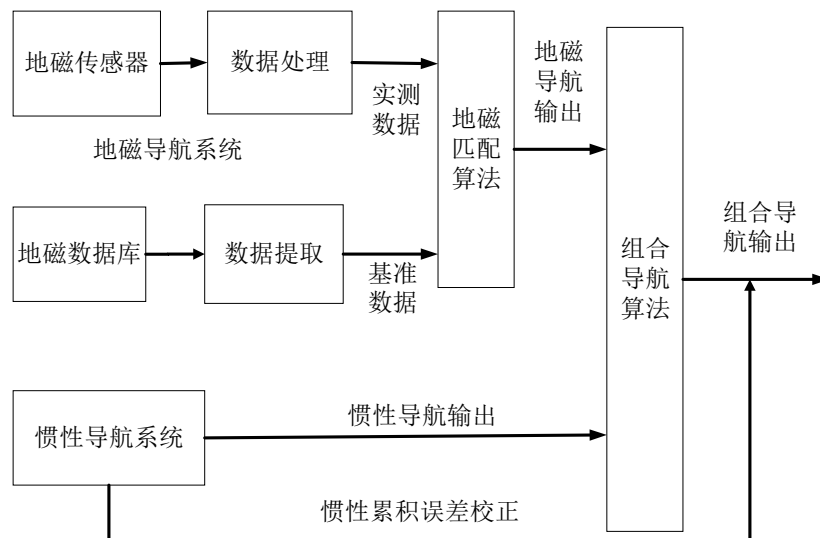 地磁传感器
数据处理
实测
数据
地磁导航系统
地磁
匹配
算法
地磁
导航
输出
地磁数据库
数据提取
基准
数据
组合
导航
算法
组合导
航输出
惯性导航系统
惯性导航输出
惯性累积误差校正